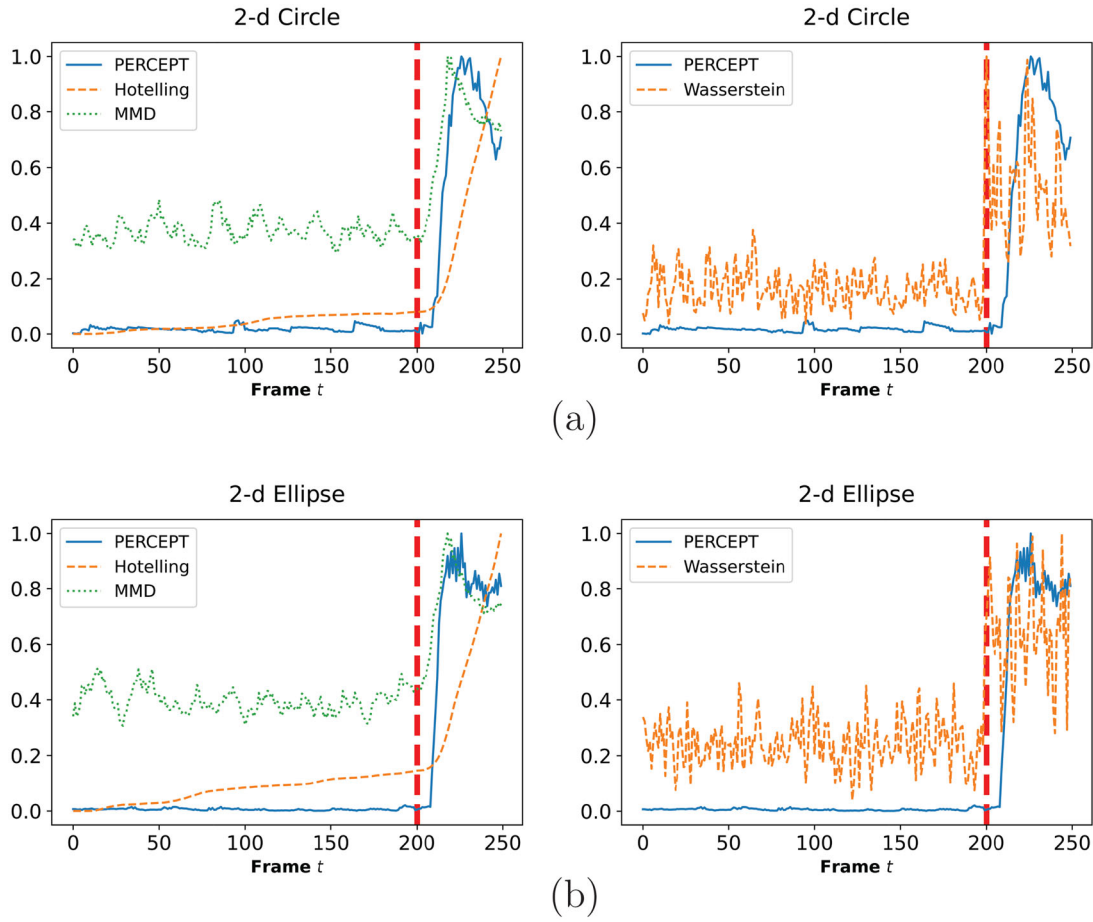 2-d Circle
1.0
0.8
0.6
0.4
0.2
0.0
PERCEPT
Hotelling
MMD
0 50 100 150 200 250
Frame t
2-d Circle
1.0
0.8
0.6
0.4
0.2
0.0
PERCEPT
Wasserstein
0 50 100 150 200 250
Frame t
(a)
2-d Ellipse
1.0
0.8
0.6
0.4
0.2
0.0
PERCEPT
Hotelling
MMD
0 50 100 150 200 250
Frame t
2-d Ellipse
1.0
0.8
0.6
0.4
0.2
0.0
PERCEPT
Wasserstein
0 50 100 150 200 250
Frame t
(b)